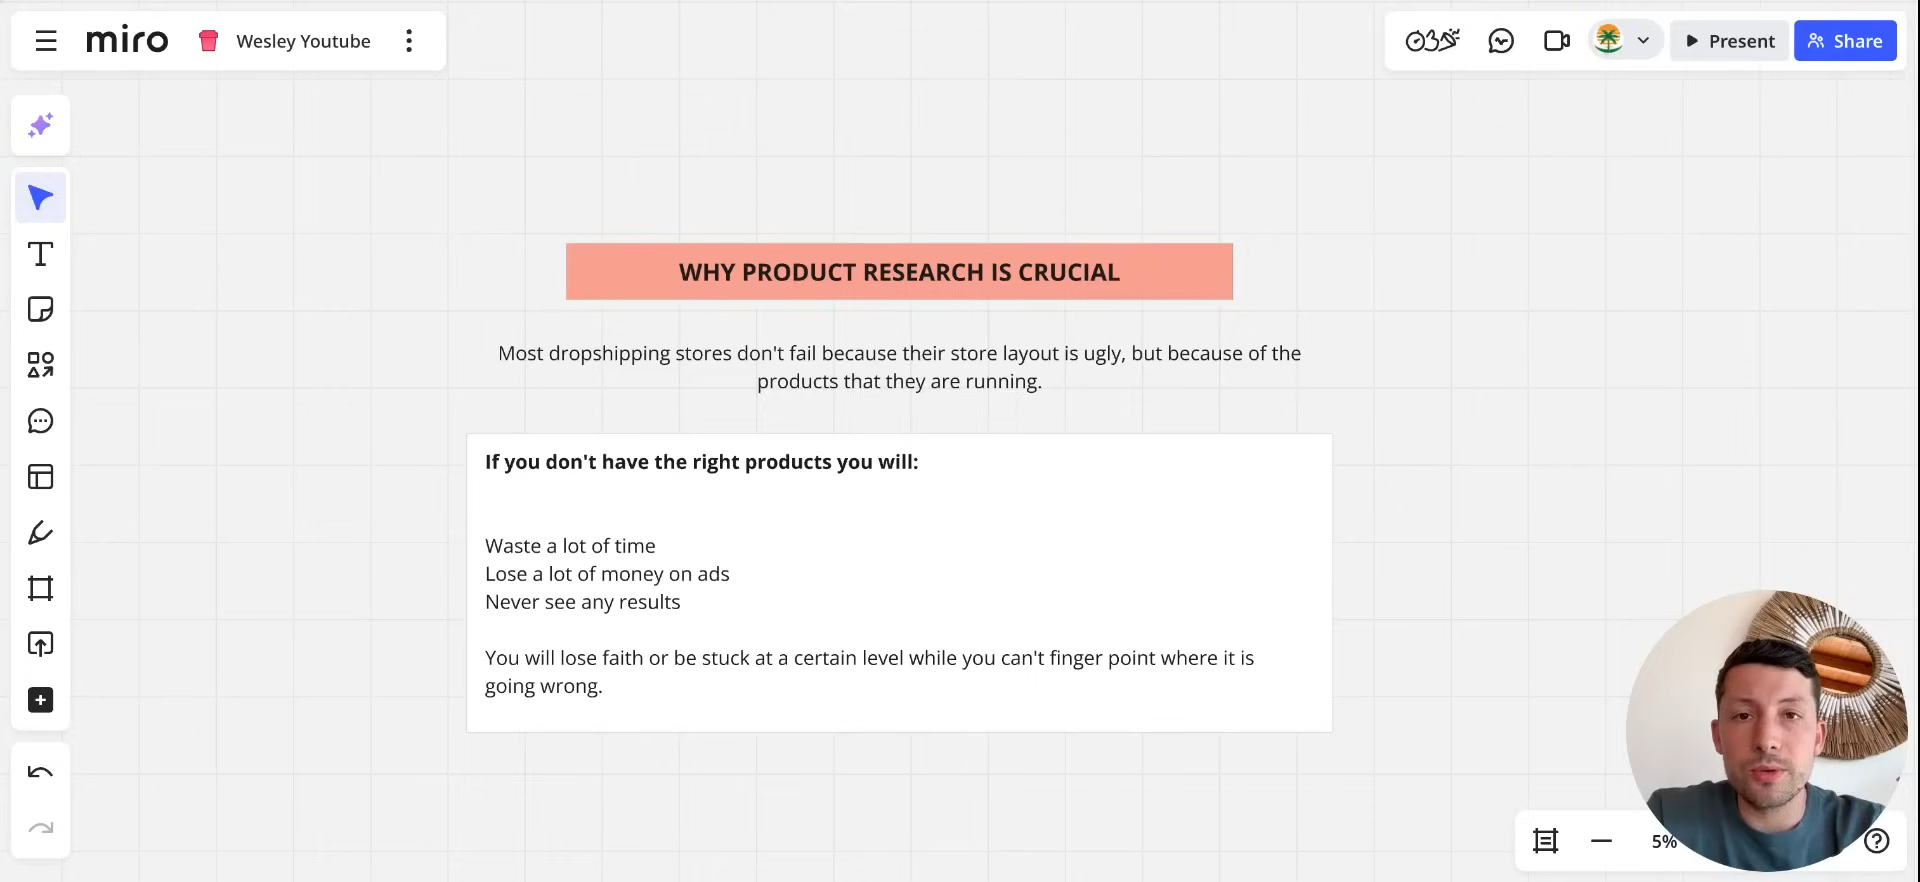 miro
Wesley Youtube
Present
Share
WHY PRODUCT RESEARCH IS CRUCIAL
Most dropshipping stores don't fail because their store layout is ugly, but because of the
products that they are running.
If you don't have the right products you will:
Waste a lot of time
Lose a lot of money on ads
Never see any results
You will lose faith or be stuck at a certain level while you can't finger point where it is
going wrong.
5%